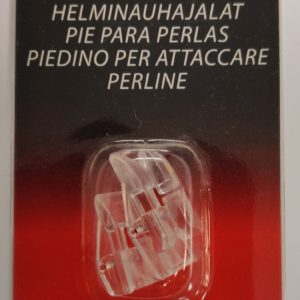 HELMINAUHAJALAT
PIE PARA PERLAS
PIEDINO PER ATTACCARE
PERLINE